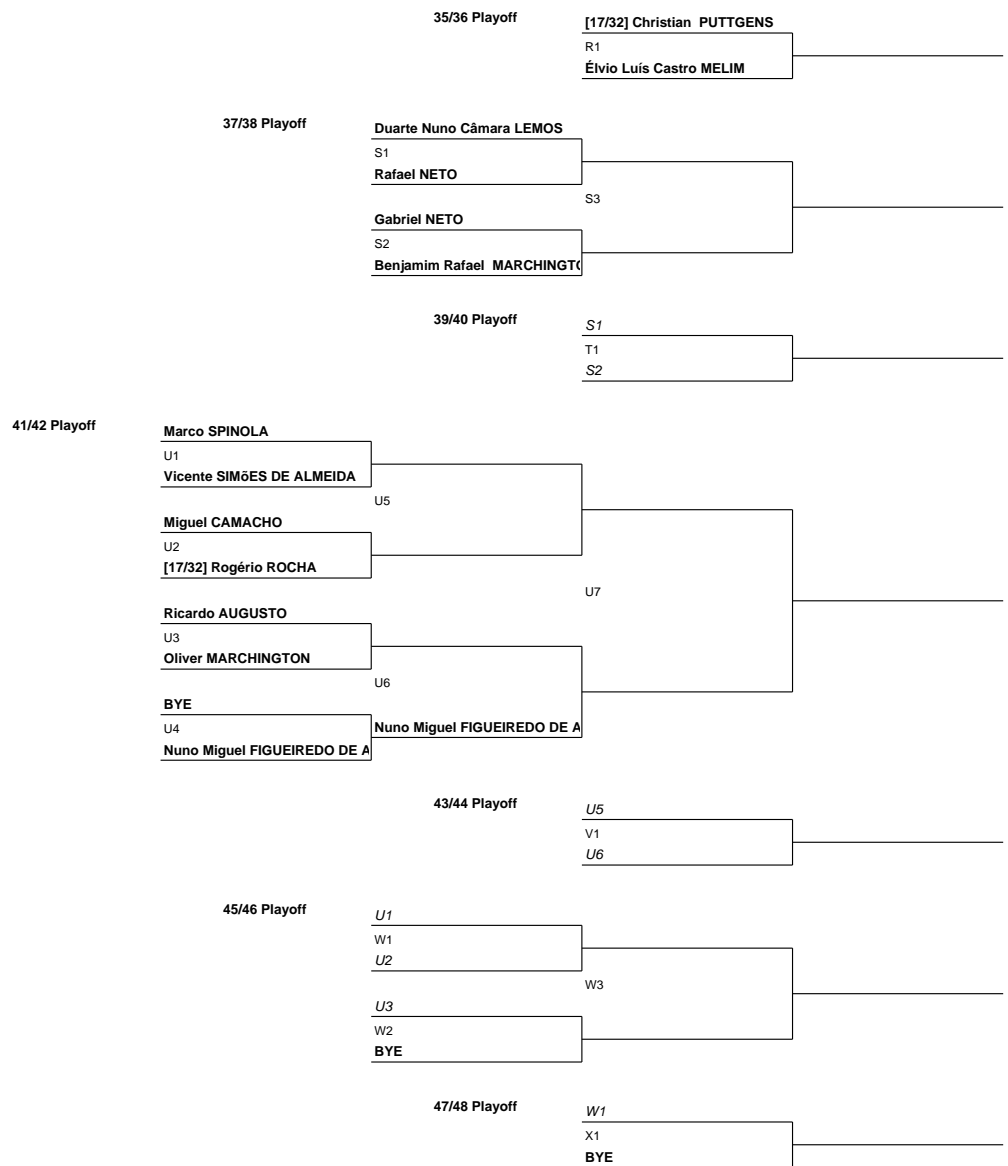 35/36 Playoff
[17/32] Christian PUTTGENS
R1
Élvio Luís Castro MELIM
37/38 Playoff
Duarte Nuno Câmara LEMOS
S1
Rafael NETO
S3
Gabriel NETO
S2
Benjamim Rafael MARCHINGTO
39/40 Playoff
S1
T1
S2
41/42 Playoff
Marco SPINOLA
U1
Vicente SIMõES DE ALMEIDA
U5
Miguel CAMACHO
U2
[17/32] Rogério ROCHA
U7
Ricardo AUGUSTO
U3
Oliver MARCHINGTON
U6
BYE
U4
Nuno Miguel FIGUEIREDO DE A
Nuno Miguel FIGUEIREDO DE A
43/44 Playoff
U5
V1
U6
45/46 Playoff
U1
W1
U2
W3
U3
W2
BYE
47/48 Playoff
W1
X1
BYE